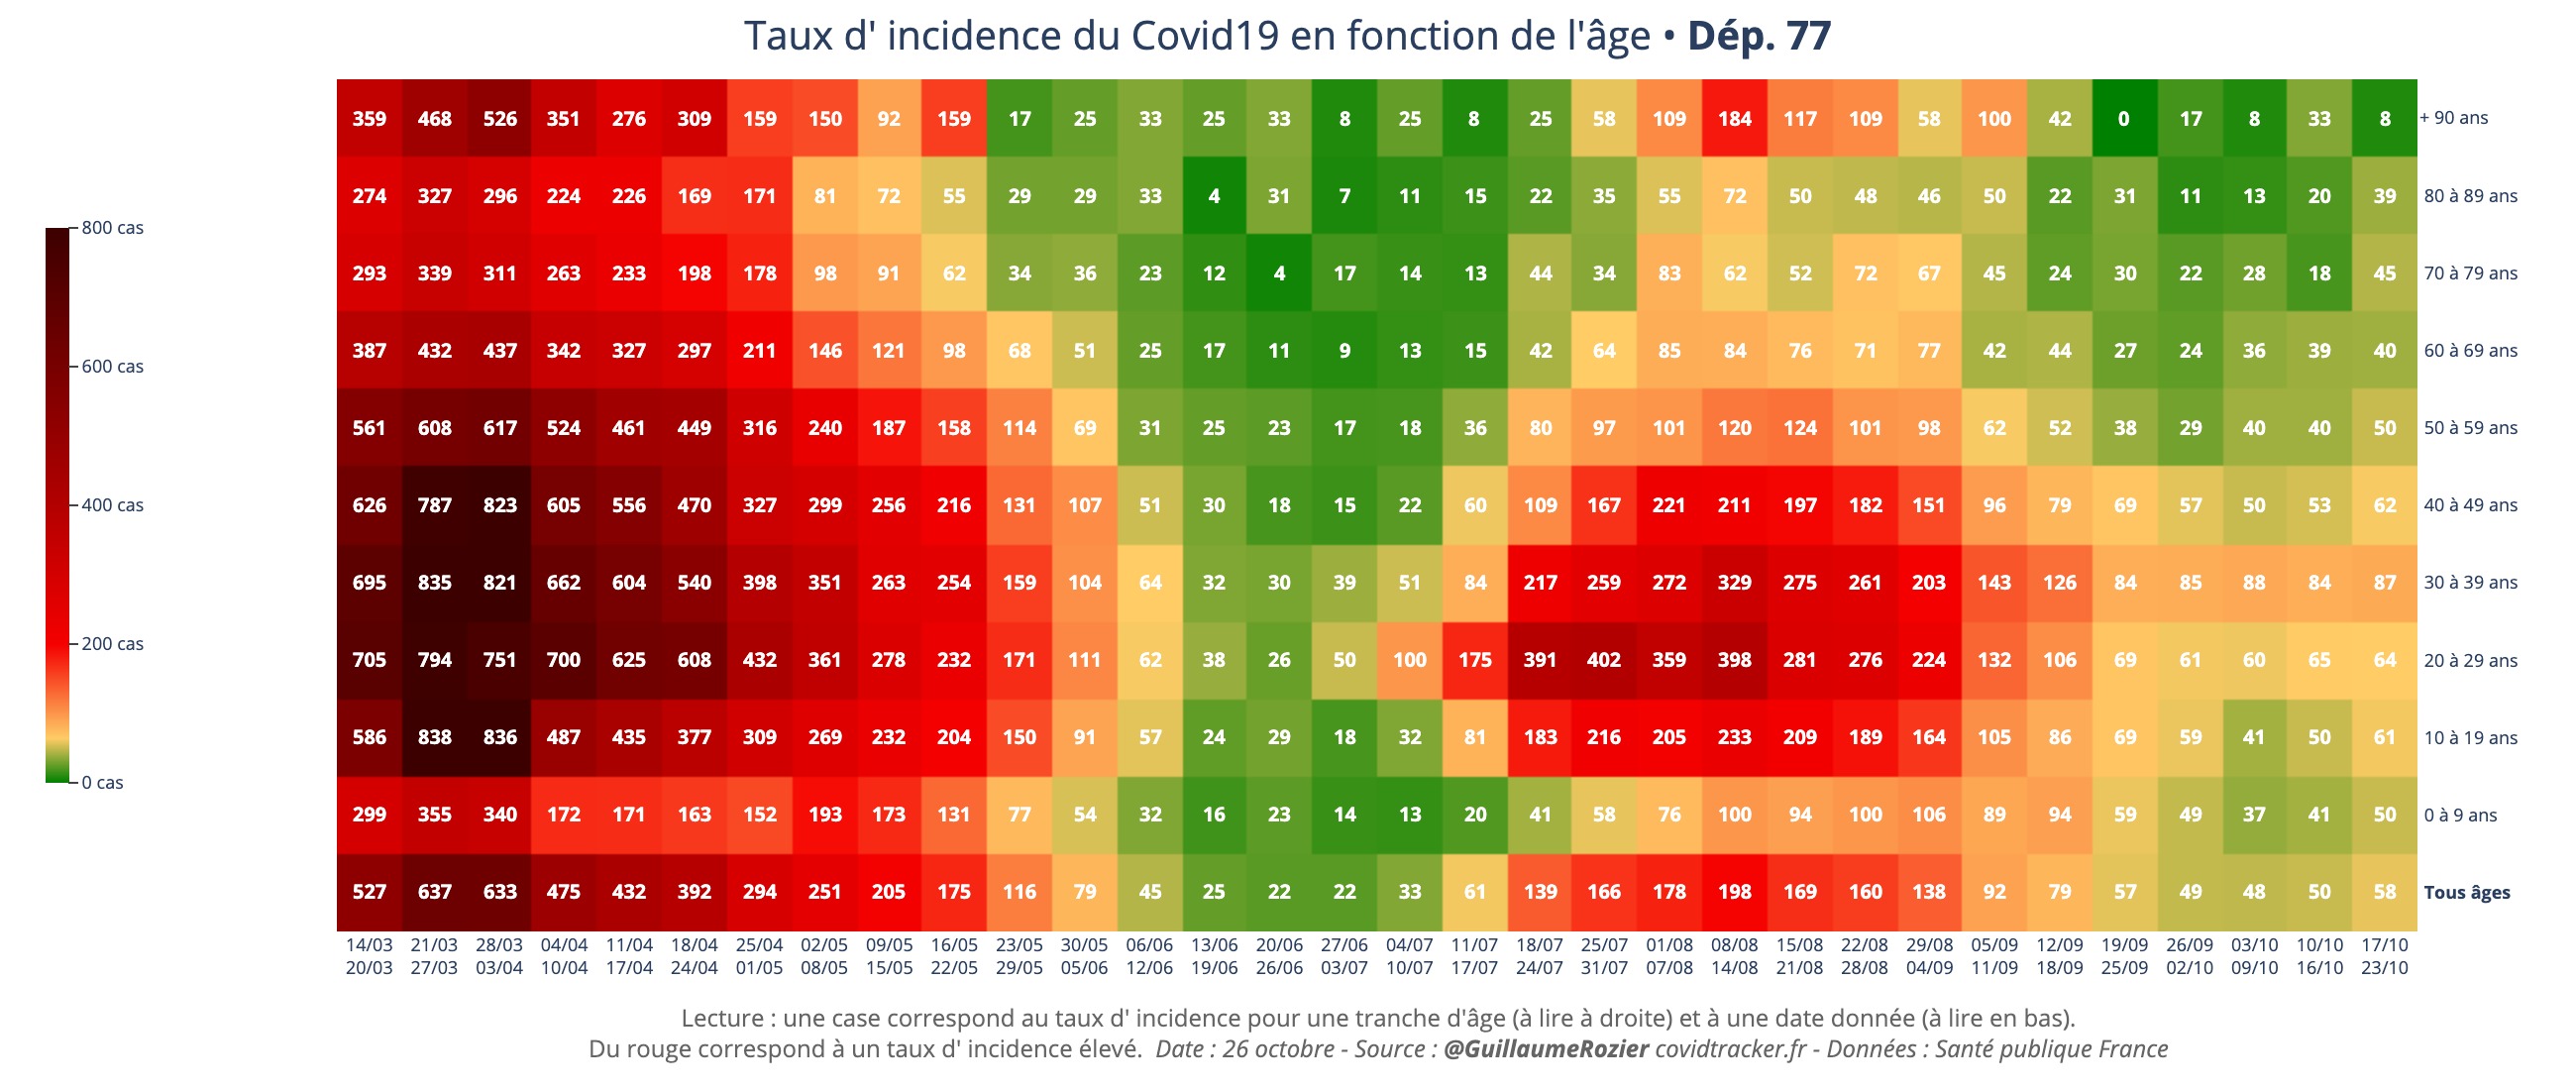 Taux d' incidence du Covid19 en fonction de l'âge • Dép. 77
800 cas
600 cas
400 cas
200 cas
0 cas
359 468 526 351 276 309 159 150 92 159 17 25 33 25 33 8 25 8 25 58 109 184 117 109 58 100 42 0 17 8 33 8 + 90 ans
274 327 296 224 226 169 171 81 72 55 29 29 33 4 31 7 11 15 22 35 55 72 50 48 46 50 22 31 11 13 20 39 80 à 89 ans
293 339 311 263 233 198 178 98 91 62 34 36 23 12 4 17 14 13 44 34 83 62 52 72 67 45 24 30 22 28 18 45 70 à 79 ans
387 432 437 342 327 297 211 146 121 98 68 51 25 17 11 9 13 15 42 64 85 84 76 71 77 42 44 27 24 36 39 40 60 à 69 ans
561 608 617 524 461 449 316 240 187 158 114 69 31 25 23 17 18 36 80 97 101 120 124 101 98 62 52 38 29 40 40 50 50 à 59 ans
626 787 823 605 556 470 327 299 256 216 131 107 51 30 18 15 22 60 109 167 221 211 197 182 151 96 79 69 57 50 53 62 40 à 49 ans
695 835 821 662 604 540 398 351 263 254 159 104 64 32 30 39 51 84 217 259 272 329 275 261 203 143 126 84 85 88 84 87 30 à 39 ans
705 794 751 700 625 608 432 361 278 232 171 111 62 38 26 50 100 175 391 402 359 398 281 276 224 132 106 69 61 60 65 64 20 à 29 ans
586 838 836 487 435 377 309 269 232 204 150 91 57 24 29 18 32 81 183 216 205 233 209 189 164 105 86 69 59 41 50 61 10 à 19 ans
299 355 340 172 171 163 152 193 173 131 77 54 32 16 23 14 13 20 41 58 76 100 94 100 106 89 94 59 49 37 41 50 0 à 9 ans
527 637 633 475 432 392 294 251 205 175 116 79 45 25 22 22 33 61 139 166 178 198 169 160 138 92 79 57 49 48 50 58 Tous âges
14/03 21/03 28/03 04/04 11/04 18/04 25/04 02/05 09/05 16/05 23/05 30/05 06/06 13/06 20/06 27/06 04/07 11/07 18/07 25/07 01/08 08/08 15/08 22/08 29/08 05/09 12/09 19/09 26/09 03/10 10/10 17/10
20/03 27/03 03/04 10/04 17/04 24/04 01/05 08/05 15/05 22/05 29/05 05/06 12/06 19/06 26/06 03/07 10/07 17/07 24/07 31/07 07/08 14/08 21/08 28/08 04/09 11/09 18/09 25/09 02/10 09/10 16/10 23/10
Lecture : une case correspond au taux d' incidence pour une tranche d'âge (à lire à droite) et à une date donnée (à lire en bas).
Du rouge correspond à un taux d' incidence élevé. Date : 26 octobre - Source : @GuillaumeRozier covidtracker.fr - Données : Santé publique France